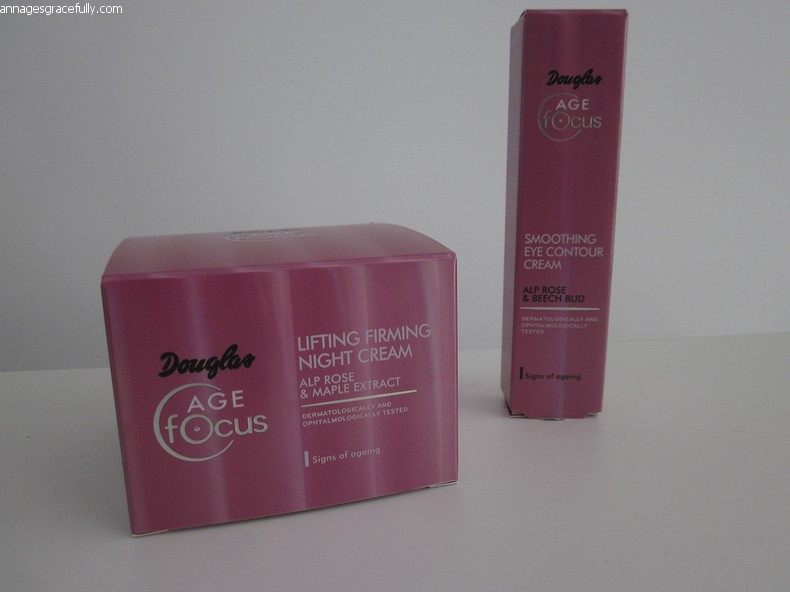 annagesgracefully.com
Douglas
AGE
focus
LIFTING FIRMING
NIGHT CREAM
ALP ROSE
& MAPLE EXTRACT
DERMATOLOGICALLY AND
OPHTALMOLOGICALLY TESTED
Signs of ageing
Douglas
AGE
focus
SMOOTHING
EYE CONTOUR
CREAM
ALP ROSE
& BEECH BUD
DERMATOLOGICALLY AND
OPHTALMOLOGICALLY
TESTED
Signs of ageing